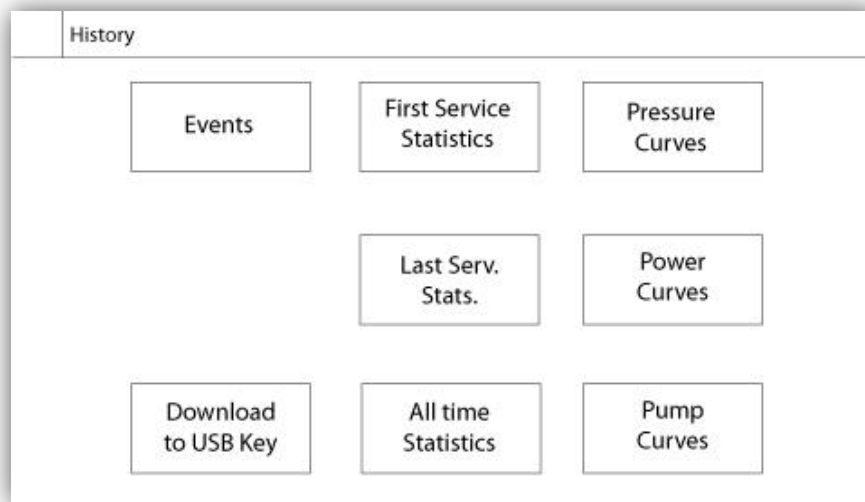 History
Events
First Service
Statistics
Pressure
Curves
Last Serv.
Stats.
Power
Curves
Download
to USB Key
All time
Statistics
Pump
Curves